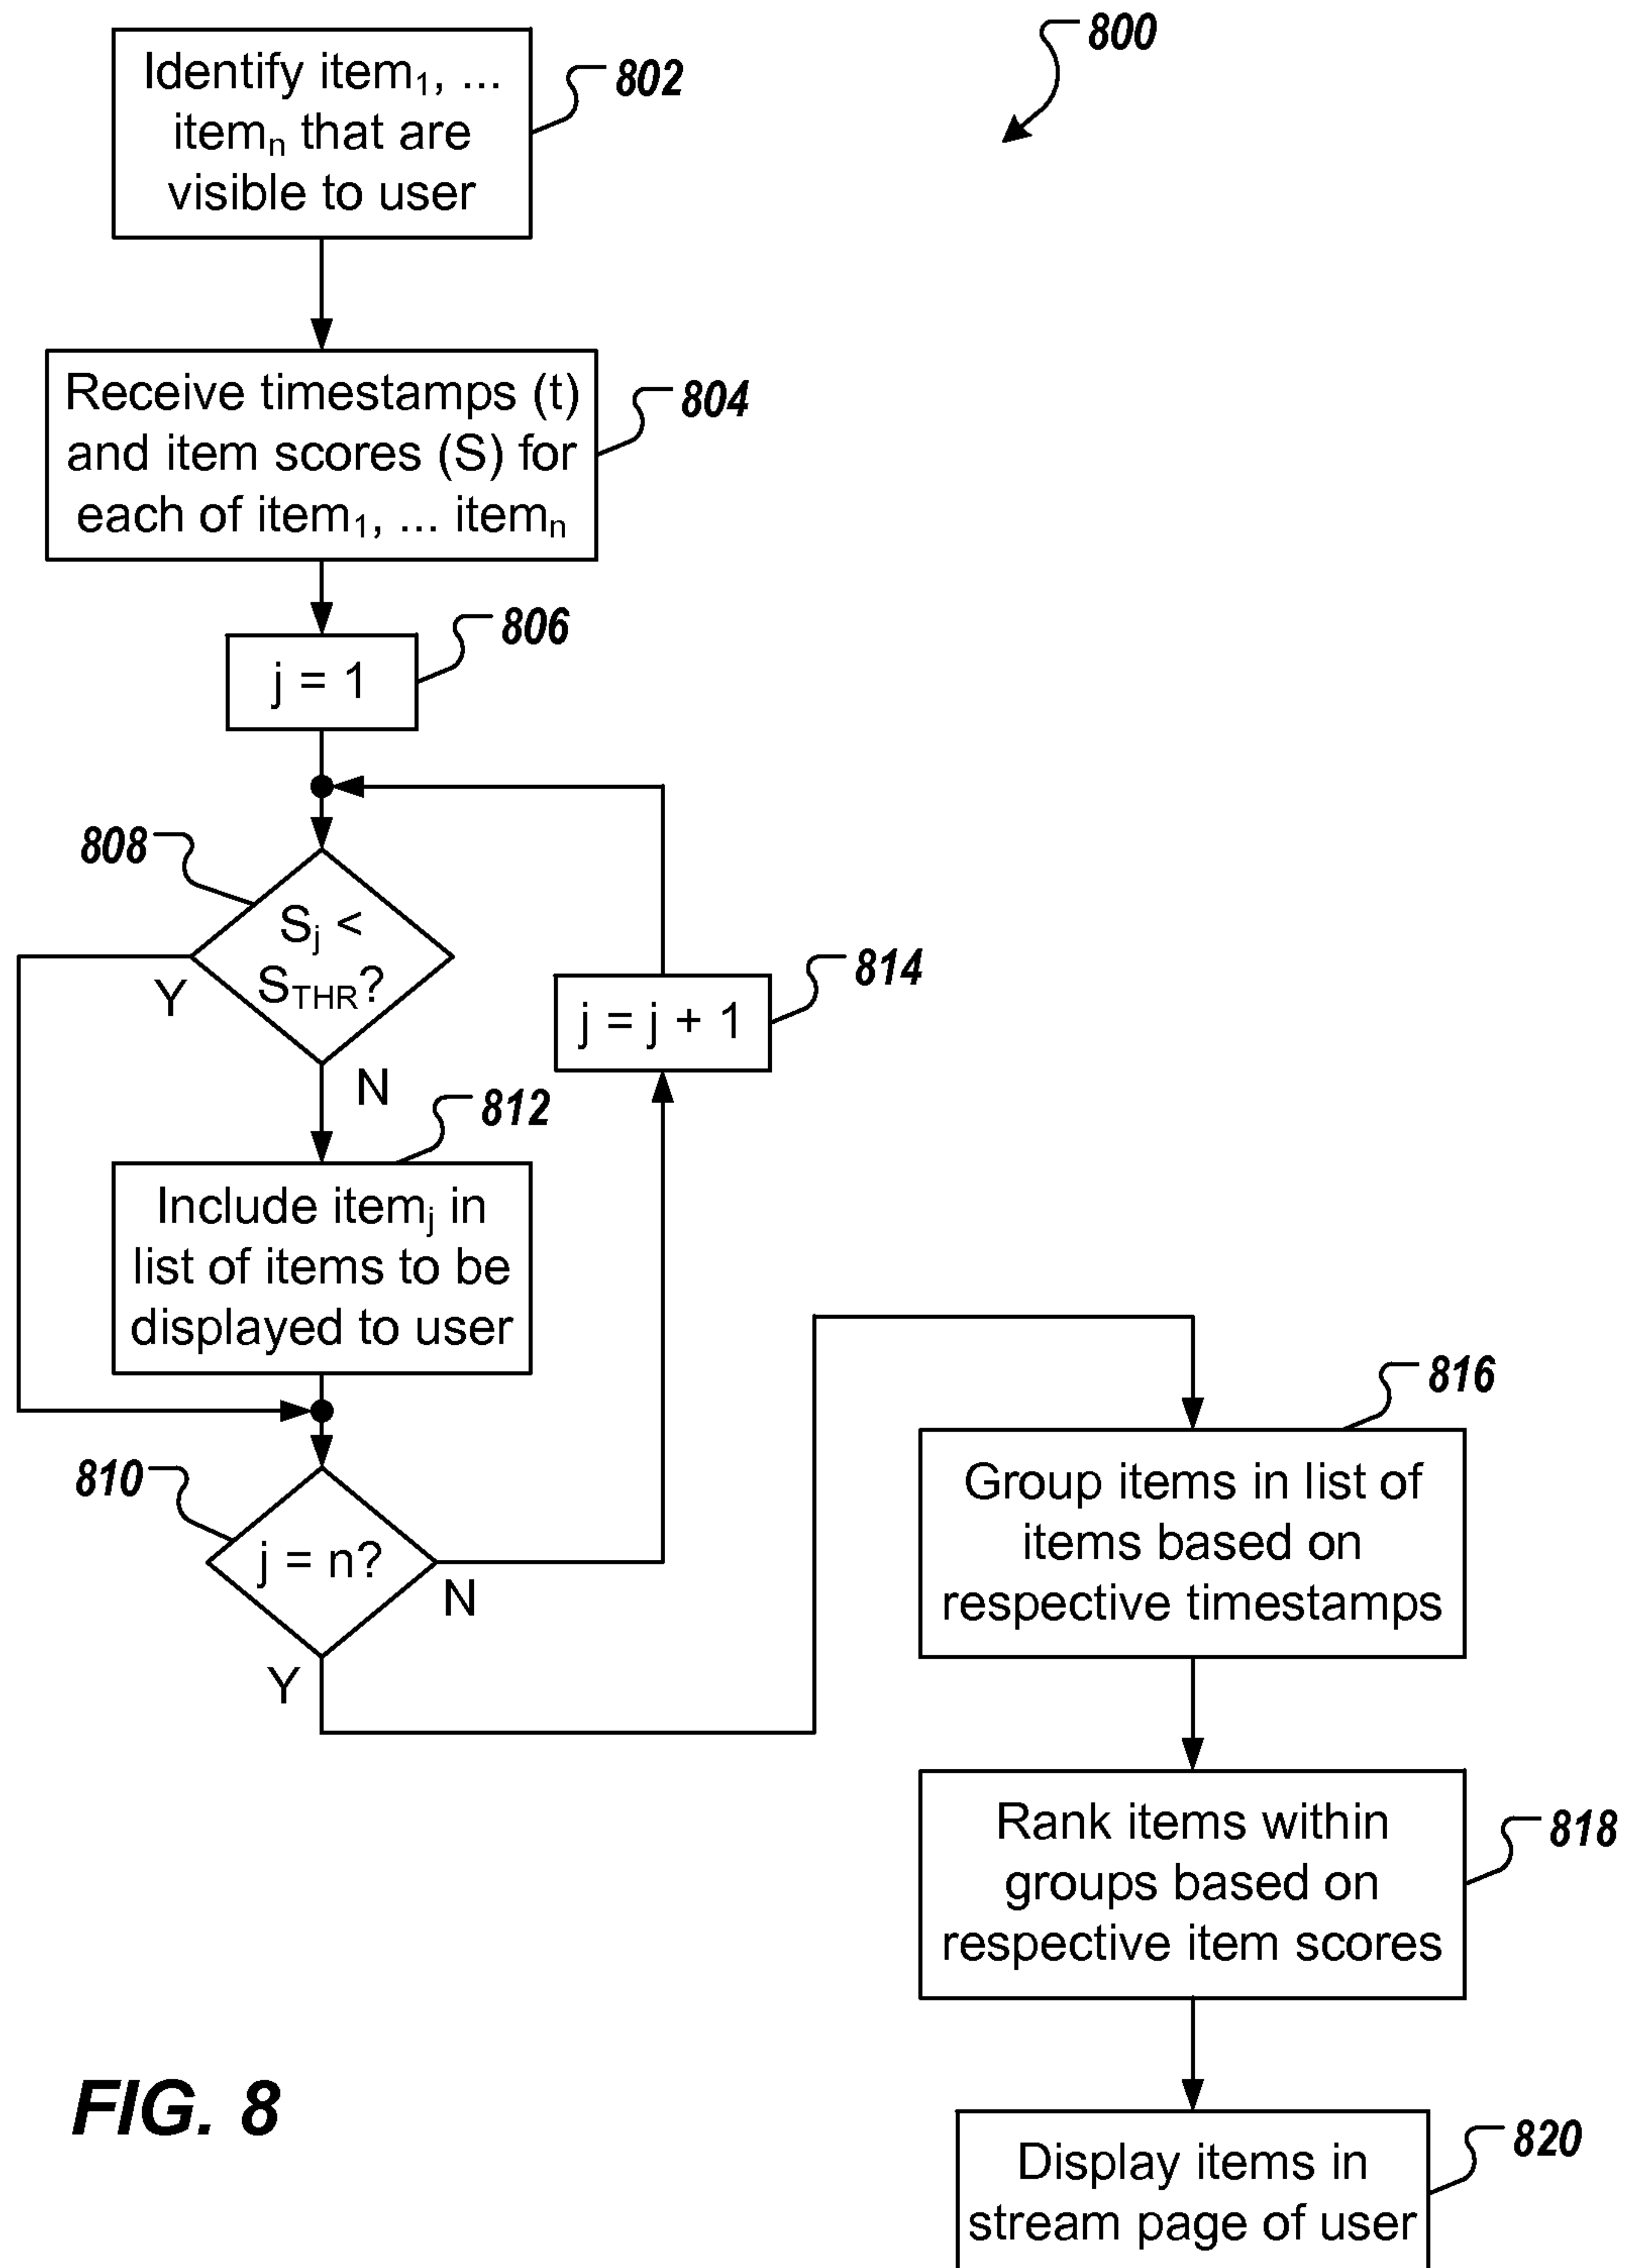 800
Identify item₁, ...
itemₙ that are
visible to user
802
Receive timestamps (t)
and item scores (S) for
each of item₁, ... itemₙ
804
j = 1
806
808
Sⱼ <
S_THR?
Y
N
814
j = j + 1
812
Include itemⱼ in
list of items to be
displayed to user
810
j = n?
N
Y
816
Group items in list of
items based on
respective timestamps
818
Rank items within
groups based on
respective item scores
820
Display items in
stream page of user
FIG. 8